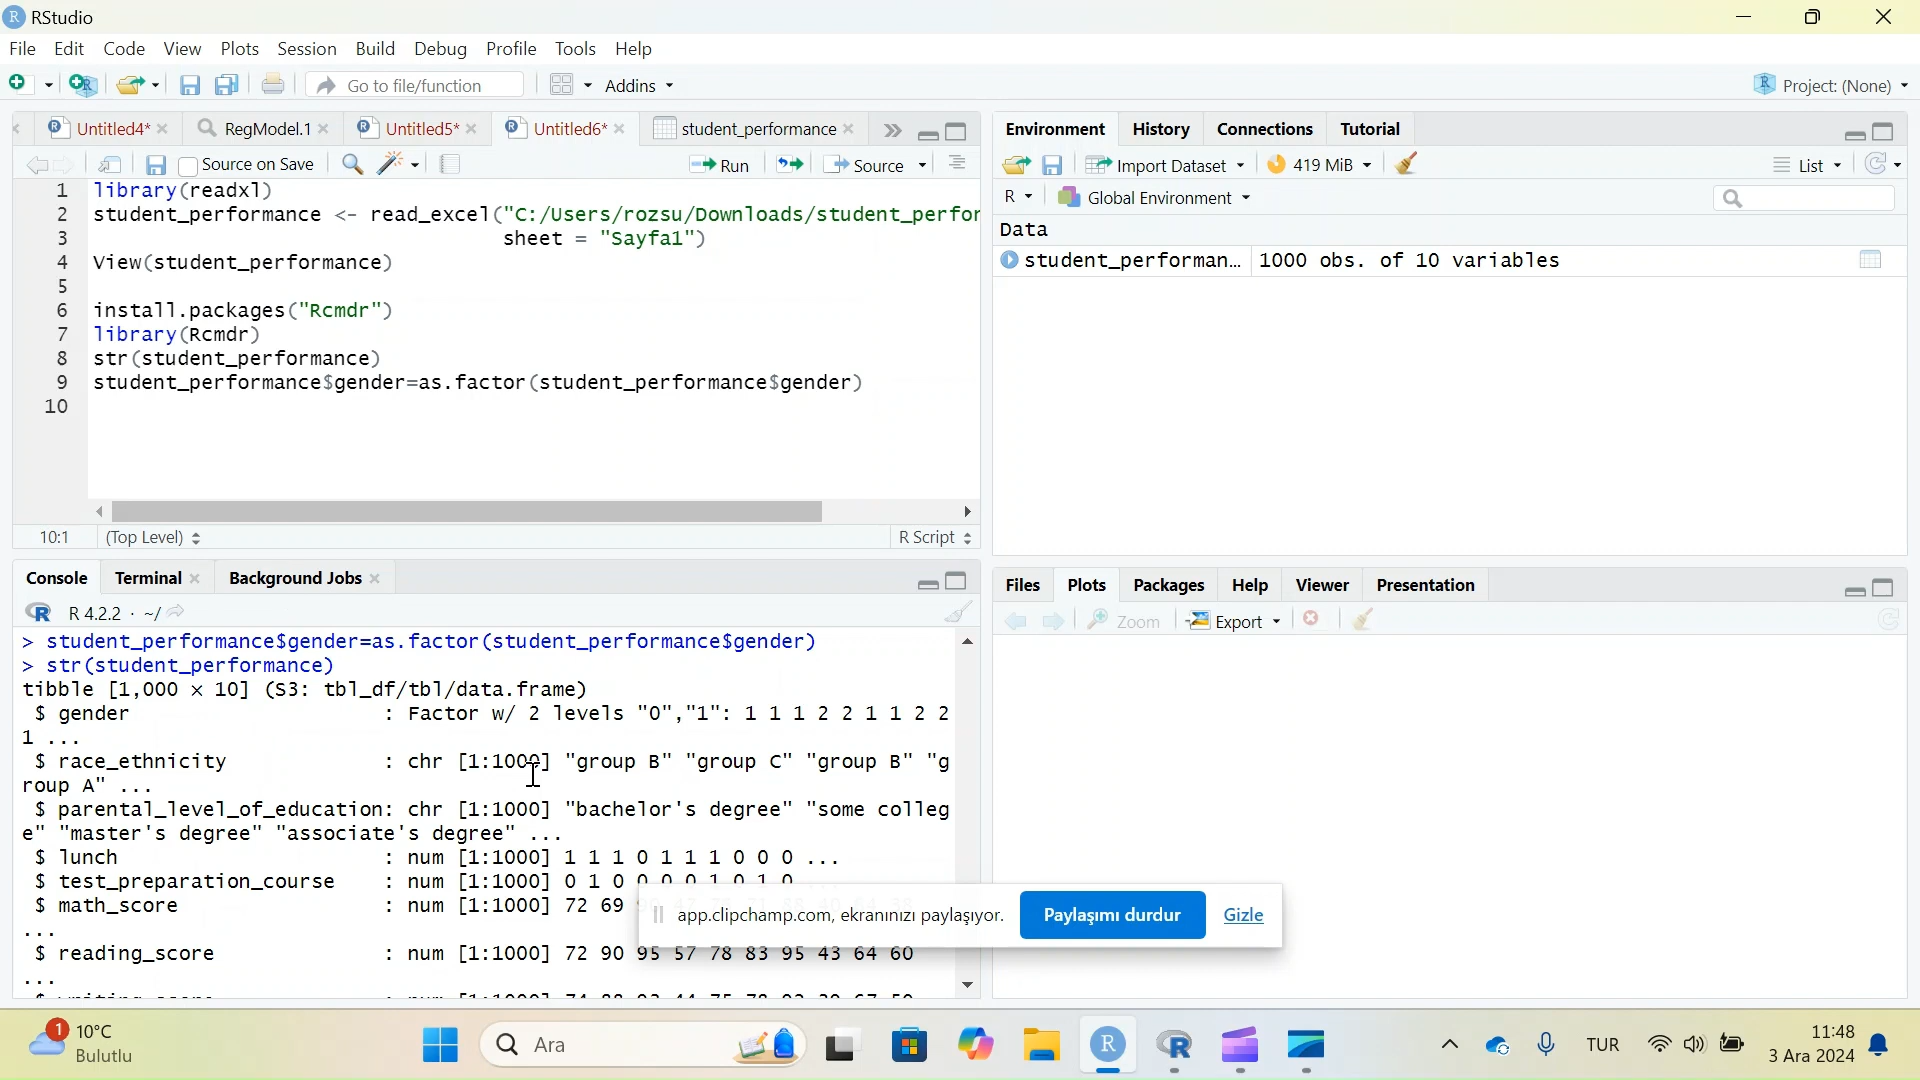 RStudio
File Edit Code View Plots Session Build Debug Profile Tools Help
Go to file/function Addins Project: (None)
Untitled4* RegModel.1 Untitled5* Untitled6* student_performance
Source on Save Run Source
1 library(readxl)
2 student_performance <- read_excel("C:/Users/rozsu/Downloads/student_perfor
3 sheet = "Sayfa1")
4 View(student_performance)
5
6 install.packages("Rcmdr")
7 library(Rcmdr)
8 str(student_performance)
9 student_performance$gender=as.factor(student_performance$gender)
10
10:1 (Top Level) R Script
Environment History Connections Tutorial
Import Dataset 419 MiB List
R Global Environment
Data
student_performan... 1000 obs. of 10 variables
Console Terminal Background Jobs
R 4.2.2 · ~/
> student_performance$gender=as.factor(student_performance$gender)
> str(student_performance)
tibble [1,000 × 10] (S3: tbl_df/tbl/data.frame)
$ gender : Factor w/ 2 levels "0","1": 1 1 1 2 2 1 1 2 2
1 ...
$ race_ethnicity : chr [1:1000] "group B" "group C" "group B" "g
roup A" ...
$ parental_level_of_education: chr [1:1000] "bachelor's degree" "some colleg
e" "master's degree" "associate's degree" ...
$ lunch : num [1:1000] 1 1 1 0 1 1 1 0 0 0 ...
$ test_preparation_course : num [1:1000] 0 1 0 0 0 0 1 0 1 0
$ math_score : num [1:1000] 72 69
...
$ reading_score : num [1:1000] 72 90 95 57 78 83 95 43 64 60
...
Files Plots Packages Help Viewer Presentation
Zoom Export
app.clipchamp.com, ekranınızı paylaşıyor. Paylaşımı durdur Gizle
1 10°C
Bulutlu
Ara
TUR
11:48
3 Ara 2024